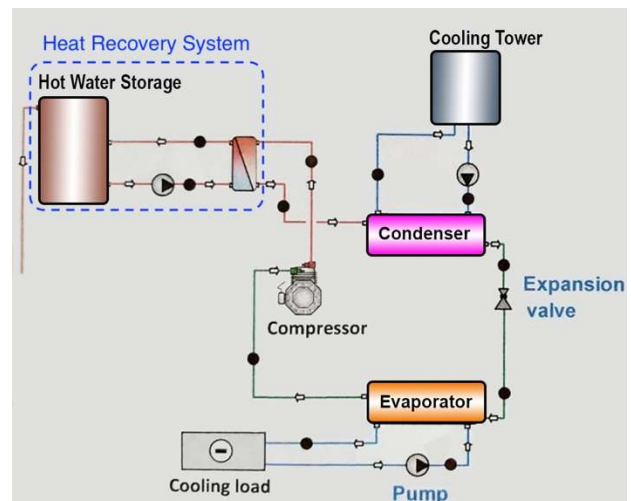 Heat Recovery System
Hot Water Storage
Cooling Tower
Condenser
Expansion
valve
Compressor
Evaporator
Cooling load
Pump